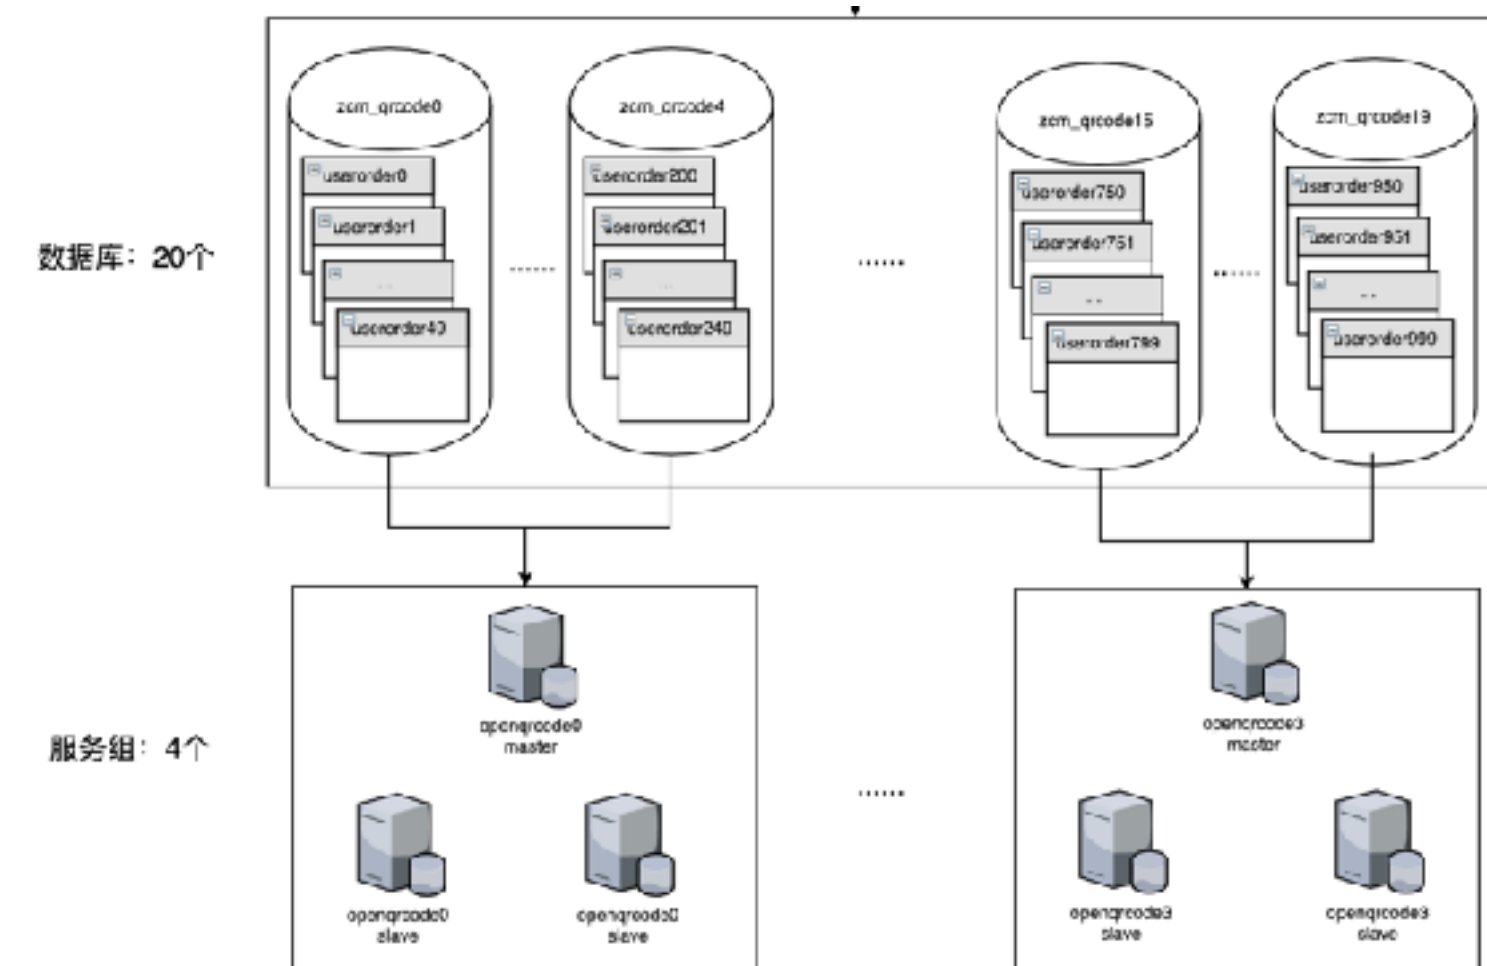 zcm_qrcode0
zcm_qrcode4
zcm_qrcode15
zcm_qrcode19
userorder0
userorder1
...
userorder49
userorder200
userorder201
...
userorder240
userorder750
userorder751
...
userorder799
userorder950
userorder951
...
userorder999
数据库：20个
......
......
......
服务组：4个
openqrcode0
master
openqrcode0
slave
openqrcode0
slave
......
openqrcode3
master
openqrcode3
slave
openqrcode3
slave